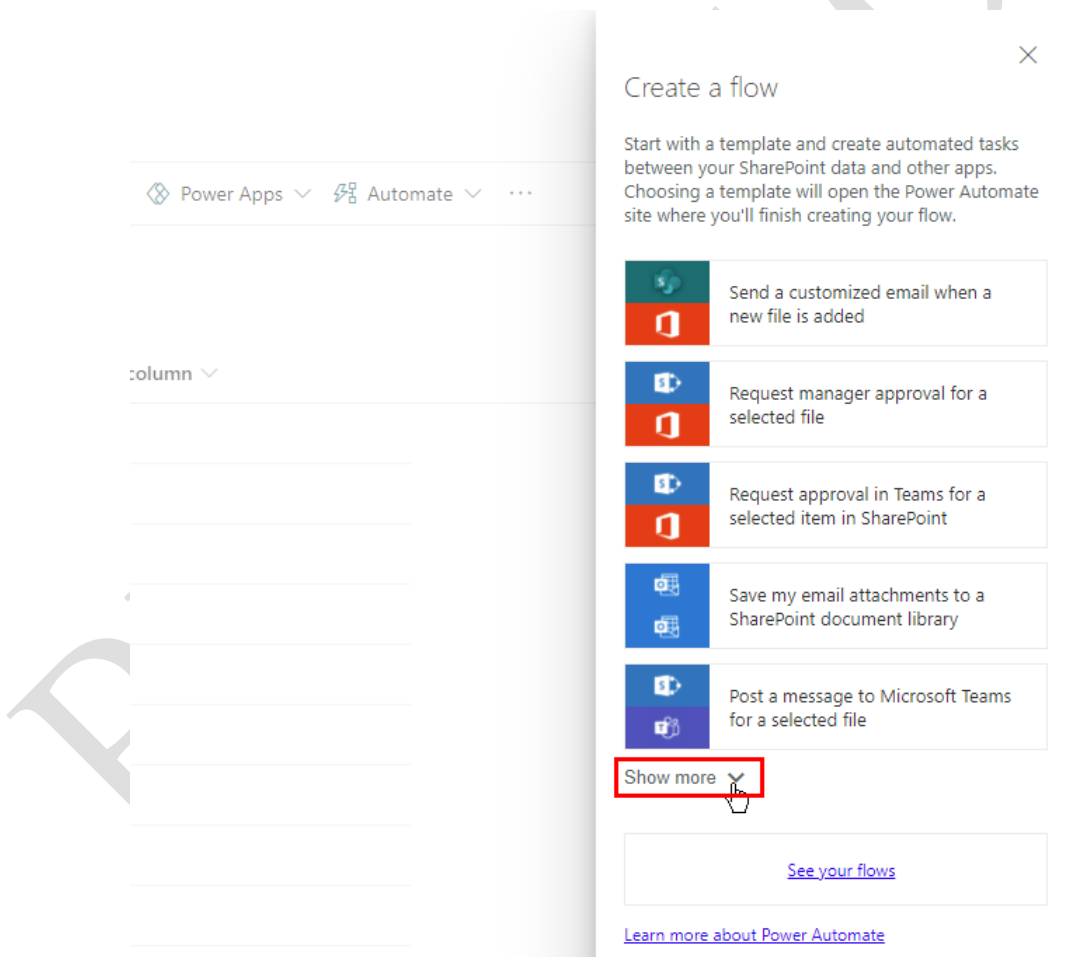 Create a flow
Start with a template and create automated tasks
between your SharePoint data and other apps.
Choosing a template will open the Power Automate
site where you'll finish creating your flow.
Power Apps
Automate
...
Send a customized email when a
new file is added
column
Request manager approval for a
selected file
Request approval in Teams for a
selected item in SharePoint
Save my email attachments to a
SharePoint document library
Post a message to Microsoft Teams
for a selected file
Show more
See your flows
Learn more about Power Automate